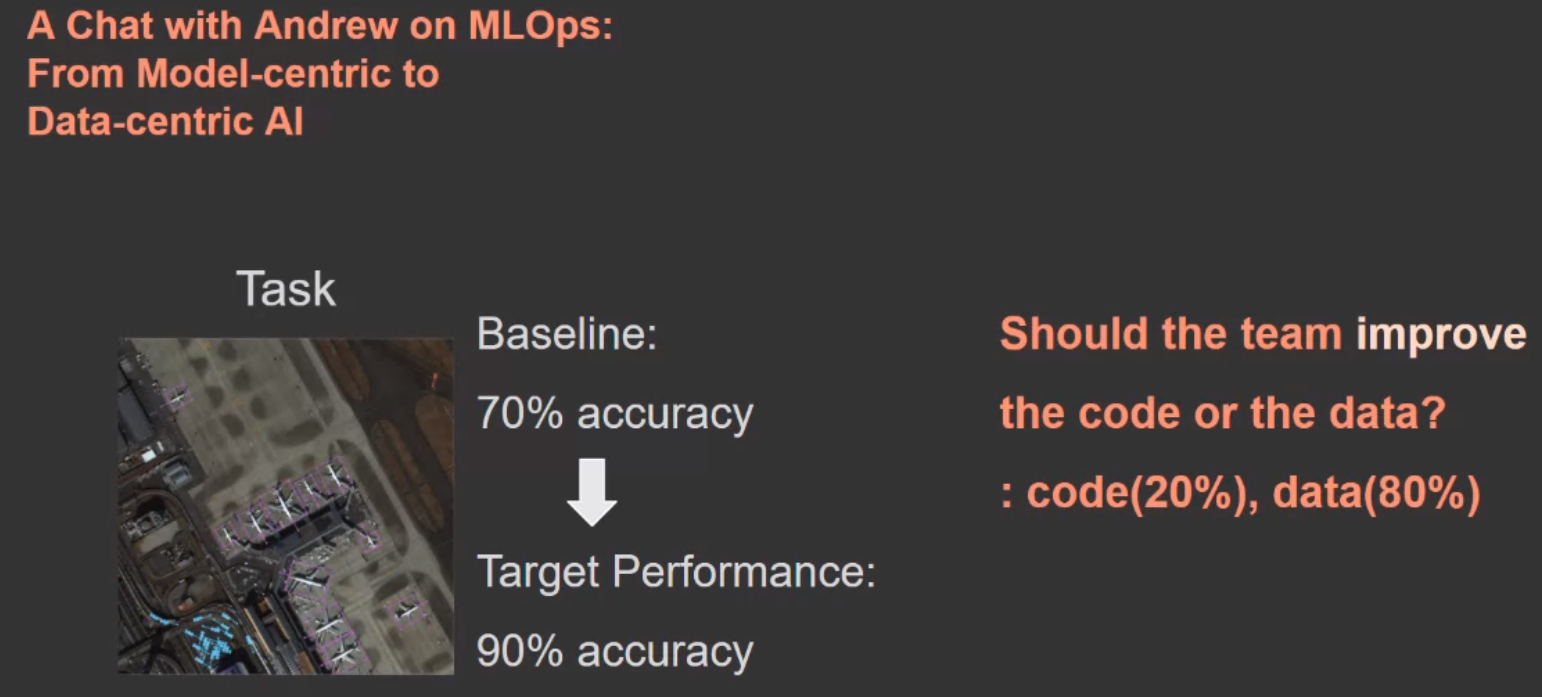 A Chat with Andrew on MLOps:
From Model-centric to
Data-centric AI
Task
Baseline:
70% accuracy
Target Performance:
90% accuracy
Should the team improve
the code or the data?
: code(20%), data(80%)